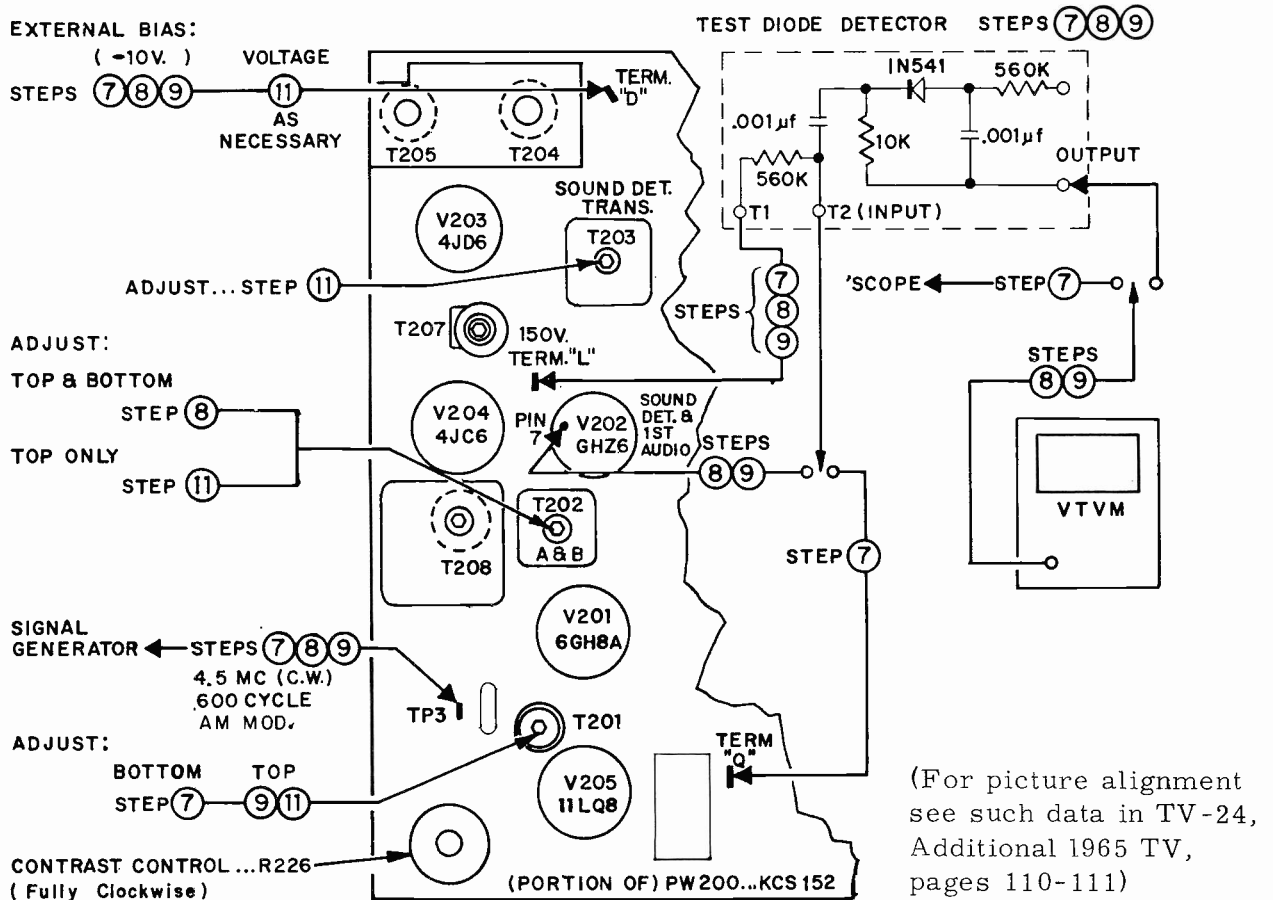 EXTERNAL BIAS:
( -10V. )
VOLTAGE
STEPS 7 8 9
11
AS
NECESSARY
TERM.
"D"
T205
T204
TEST DIODE DETECTOR STEPS 7 8 9
IN541
560K
.001µf
10K
.001µf
560K
OUTPUT
T1
T2 (INPUT)
V203
4JD6
SOUND DET.
TRANS.
T203
ADJUST... STEP 11
STEPS
7
8
9
'SCOPE
STEP 7
T207
150V.
TERM."L"
STEPS
8 9
ADJUST:
TOP & BOTTOM
STEP 8
TOP ONLY
STEP 11
V204
4JC6
PIN
7
V202
GHZ6
SOUND
DET. &
1ST
AUDIO
STEPS
8 9
VTVM
T202
A & B
T208
STEP 7
V201
6GH8A
SIGNAL
GENERATOR
STEPS 7 8 9
4.5 MC (C.W.)
600 CYCLE
AM MOD.
TP3
T201
TERM
"Q"
ADJUST:
BOTTOM TOP
STEP 7 9 11
V205
11LQ8
CONTRAST CONTROL... R226
( Fully Clockwise )
(PORTION OF) PW200... KCS152
(For picture alignment
see such data in TV-24,
Additional 1965 TV,
pages 110-111)